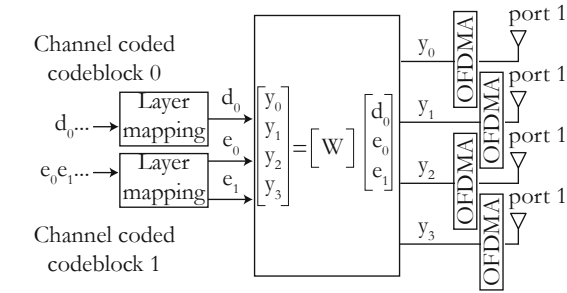 Channel coded
codeblock 0
d₀...
Layer
mapping
d₀
e₀e₁...
Layer
mapping
e₀
e₁
Channel coded
codeblock 1
y₀
y₁
y₂
y₃
= [W]
d₀
e₀
e₁
y₀
OFDMA
port 1
y₁
OFDMA
port 1
y₂
OFDMA
port 1
y₃
OFDMA
port 1